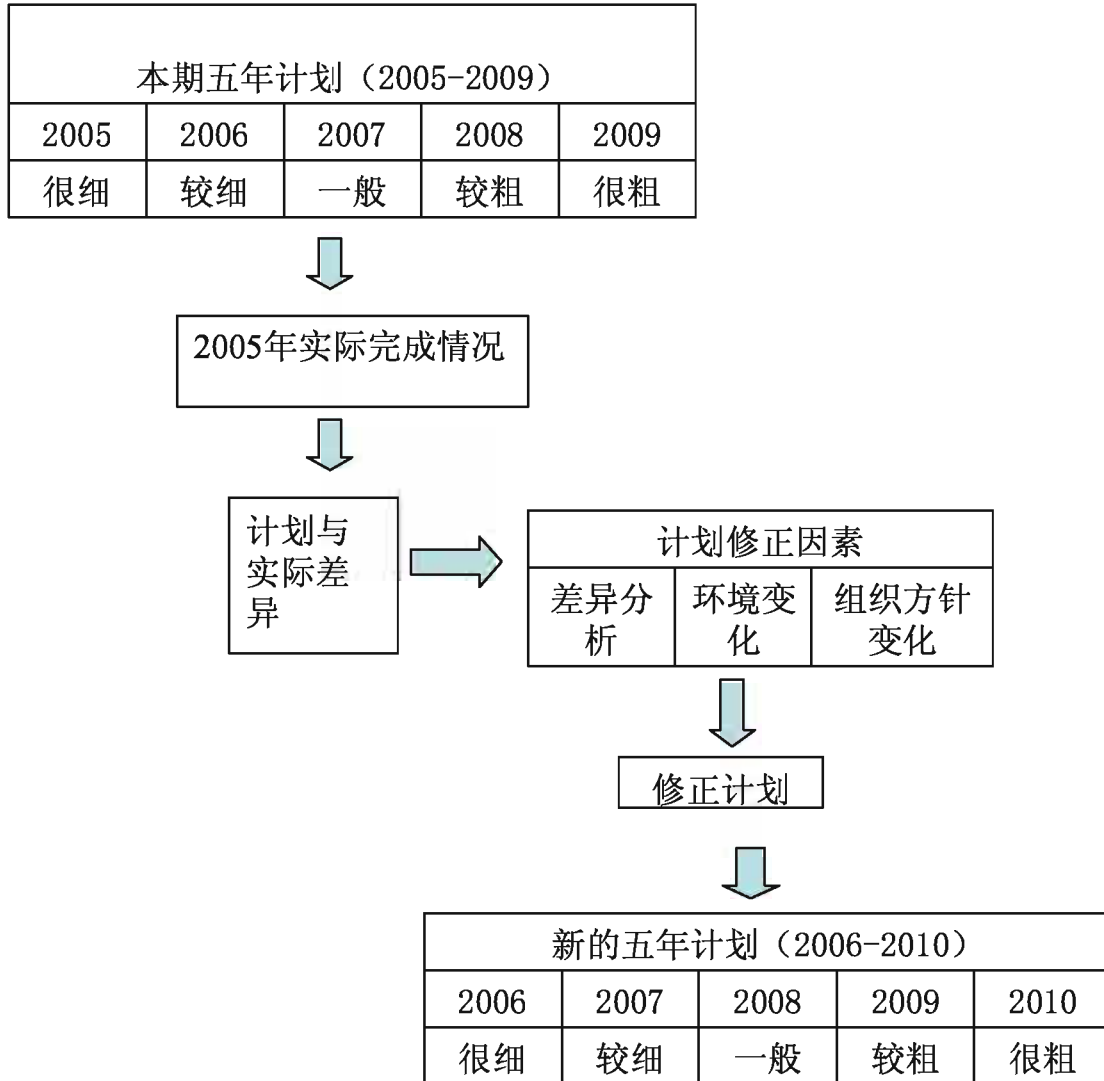 本期五年计划（2005-2009）
2005 2006 2007 2008 2009
很细 较细 一般 较粗 很粗
2005年实际完成情况
计划与
实际差
异
计划修正因素
差异分 环境变 组织方针
析 化 变化
修正计划
新的五年计划（2006-2010）
2006 2007 2008 2009 2010
很细 较细 一般 较粗 很粗